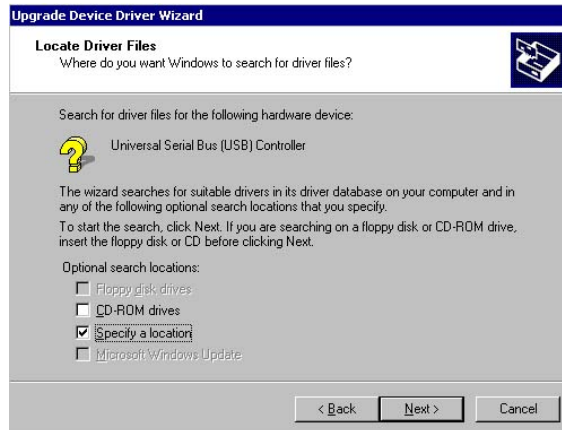 Upgrade Device Driver Wizard
Locate Driver Files
Where do you want Windows to search for driver files?
Search for driver files for the following hardware device:
Universal Serial Bus (USB) Controller
The wizard searches for suitable drivers in its driver database on your computer and in
any of the following optional search locations that you specify.
To start the search, click Next. If you are searching on a floppy disk or CD-ROM drive,
insert the floppy disk or CD before clicking Next.
Optional search locations:
Floppy disk drives
CD-ROM drives
Specify a location
Microsoft Windows Update
< Back Next > Cancel